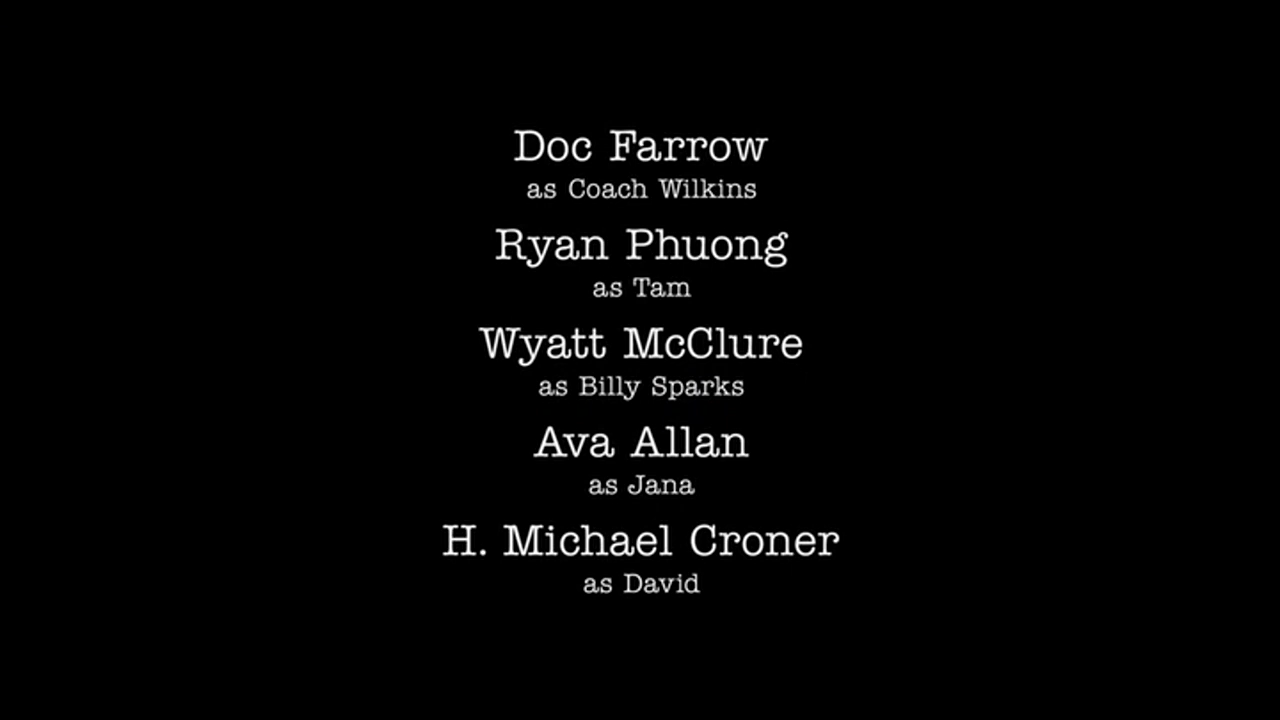 Doc Farrow
as Coach Wilkins
Ryan Phuong
as Tam
Wyatt McClure
as Billy Sparks
Ava Allan
as Jana
H. Michael Croner
as David